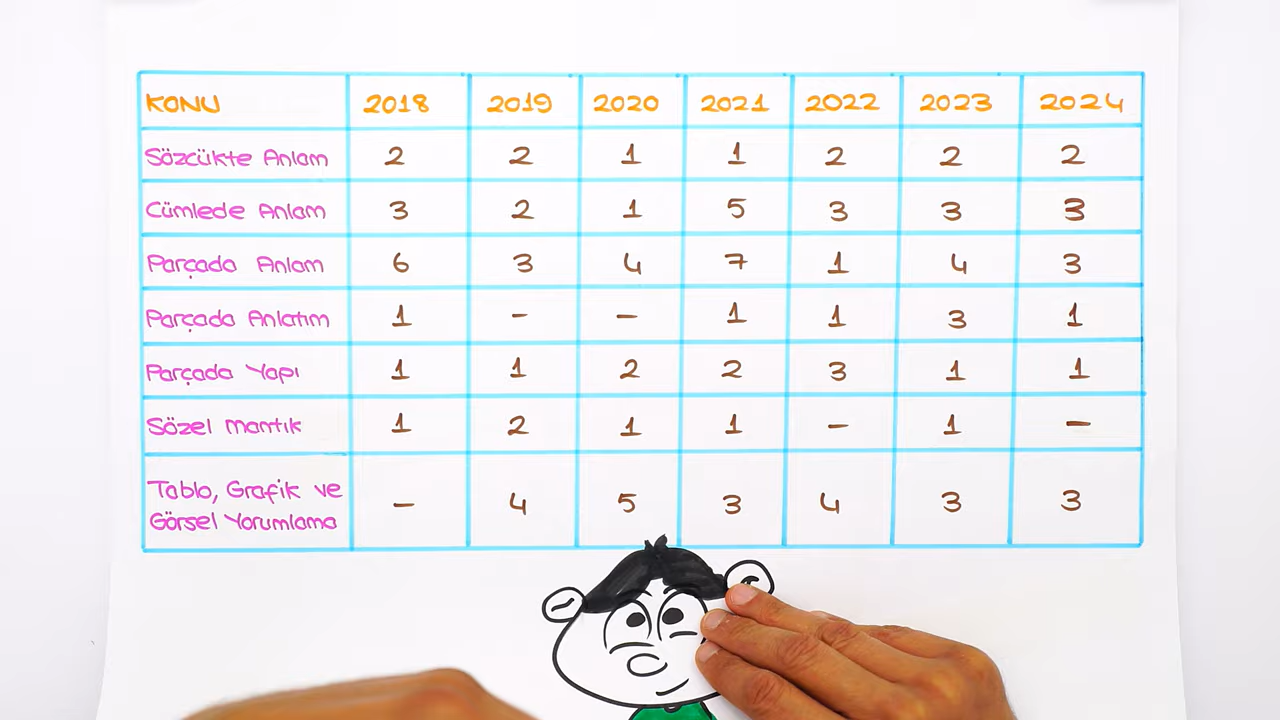 KONU 2018 2019 2020 2021 2022 2023 2024
Sözcükte Anlam 2 2 1 1 2 2 2
Cümlede Anlam 3 2 1 5 3 3 3
Parçada Anlam 6 3 4 7 1 4 3
Parçada Anlatım 1 - - 1 1 3 1
Parçada Yapı 1 1 2 2 3 1 1
Sözel Mantık 1 2 1 1 - 1 -
Tablo, Grafik ve
Görsel Yorumlama - 4 5 3 4 3 3